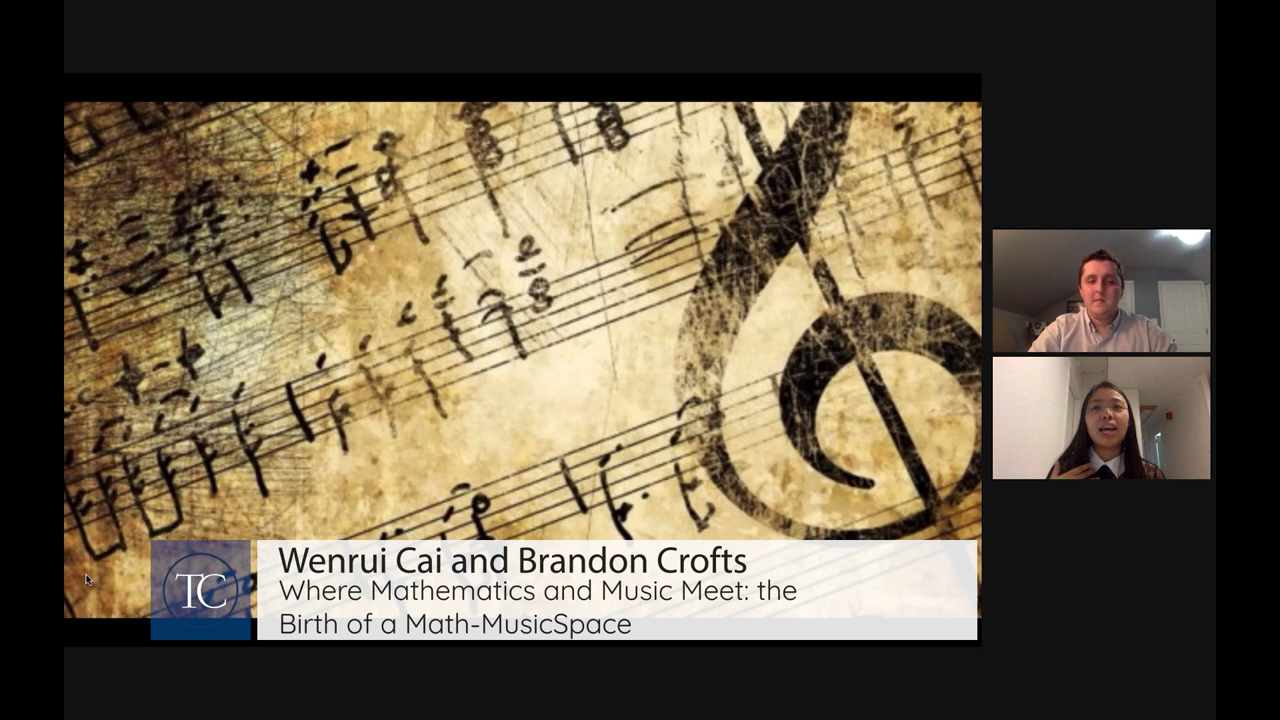 TC
Wenrui Cai and Brandon Crofts
Where Mathematics and Music Meet: the
Birth of a Math-MusicSpace